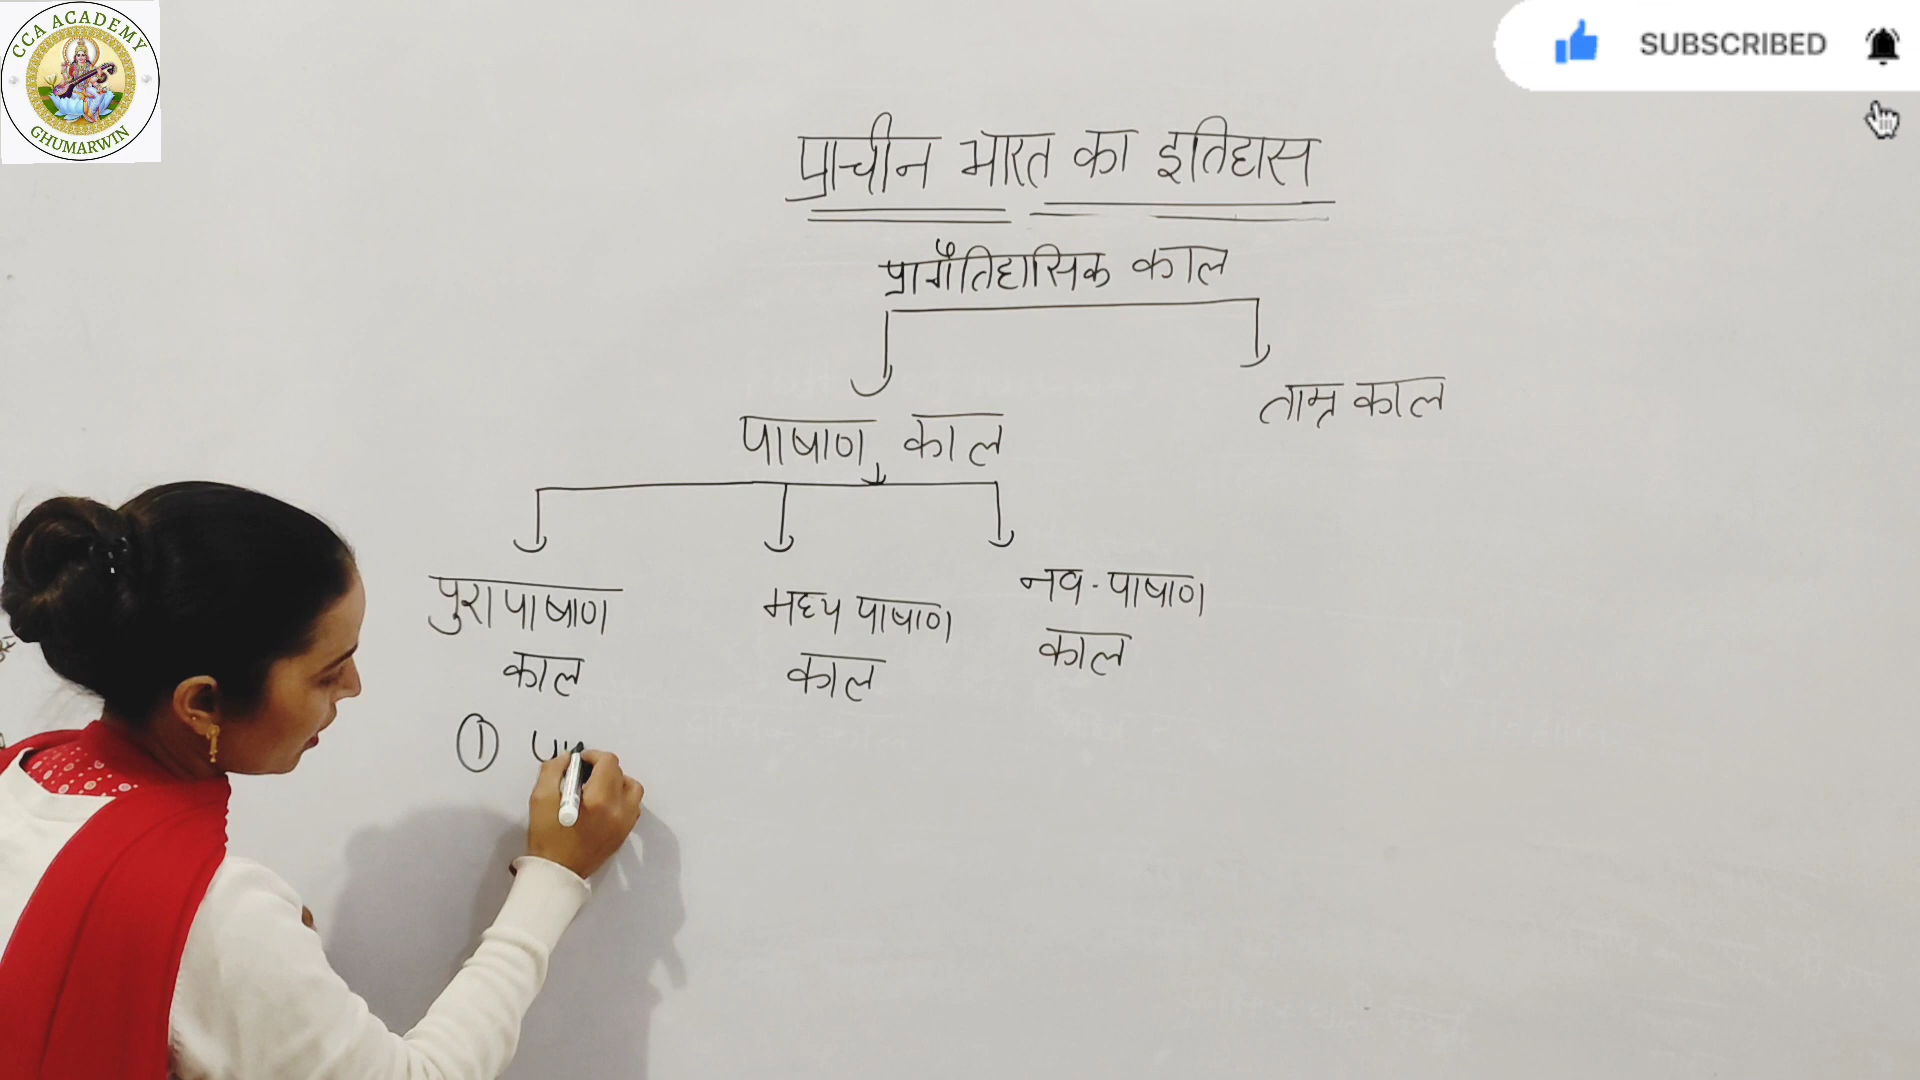 CCA ACADEMY
GHUMARWIN
SUBSCRIBED
प्राचीन भारत का इतिहास
प्रागैतिहासिक काल
पाषाण काल
ताम्र काल
पुरापाषाण
काल
मध्य पाषाण
काल
नव-पाषाण
काल
①